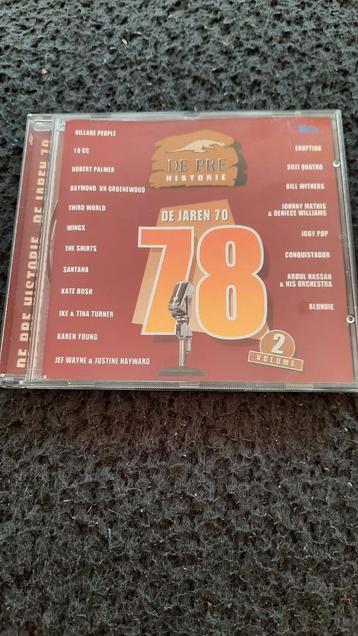 DE PRE HISTORIE DE JAREN 70
VILLAGE PEOPLE
10 CC
ROBERT PALMER
RAYMOND VN GROENEWOUD
THIRD WORLD
WINGS
THE SHIRTS
SANTANA
KATE BUSH
IKE & TINA TURNER
KAREN YOUNG
JEF WAYNE & JUSTINE HAYWARD
DE PRE
HISTORIE
DE JAREN 70
78
2
VOLUME
ERUPTION
SUZI QUATRO
BILL WITHERS
JOHNNY MATHIS
& DENIECE WILLIAMS
IGGY POP
CONQUISTADOR
ABDUL HASSAN
& HIS ORCHESTRA
BLONDIE